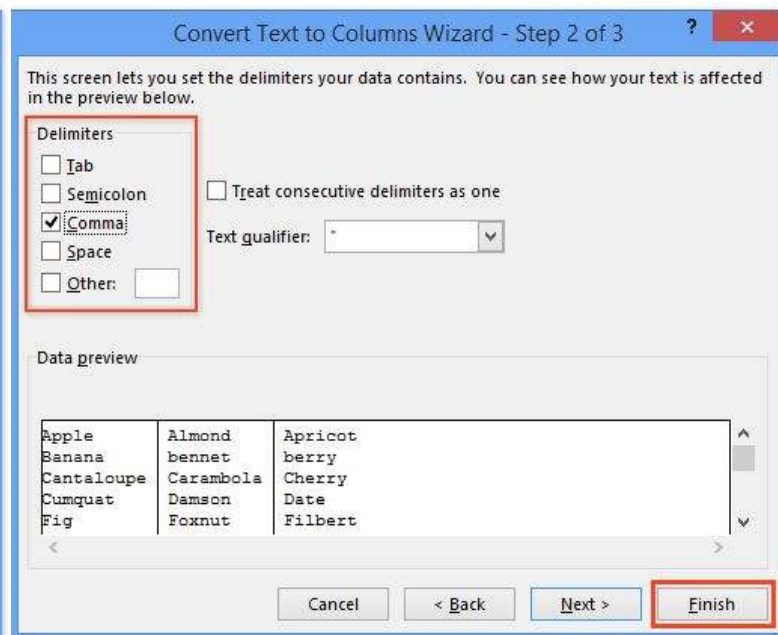 Convert Text to Columns Wizard - Step 2 of 3
?
This screen lets you set the delimiters your data contains.  You can see how your text is affected
in the preview below.
Delimiters
Tab
Semicolon
Comma
Space
Other:
Treat consecutive delimiters as one
Text qualifier: "
Data preview
Apple Almond Apricot
Banana bennet berry
Cantaloupe Carambola Cherry
Cumquat Damson Date
Fig Foxnut Filbert
Cancel < Back Next > Finish